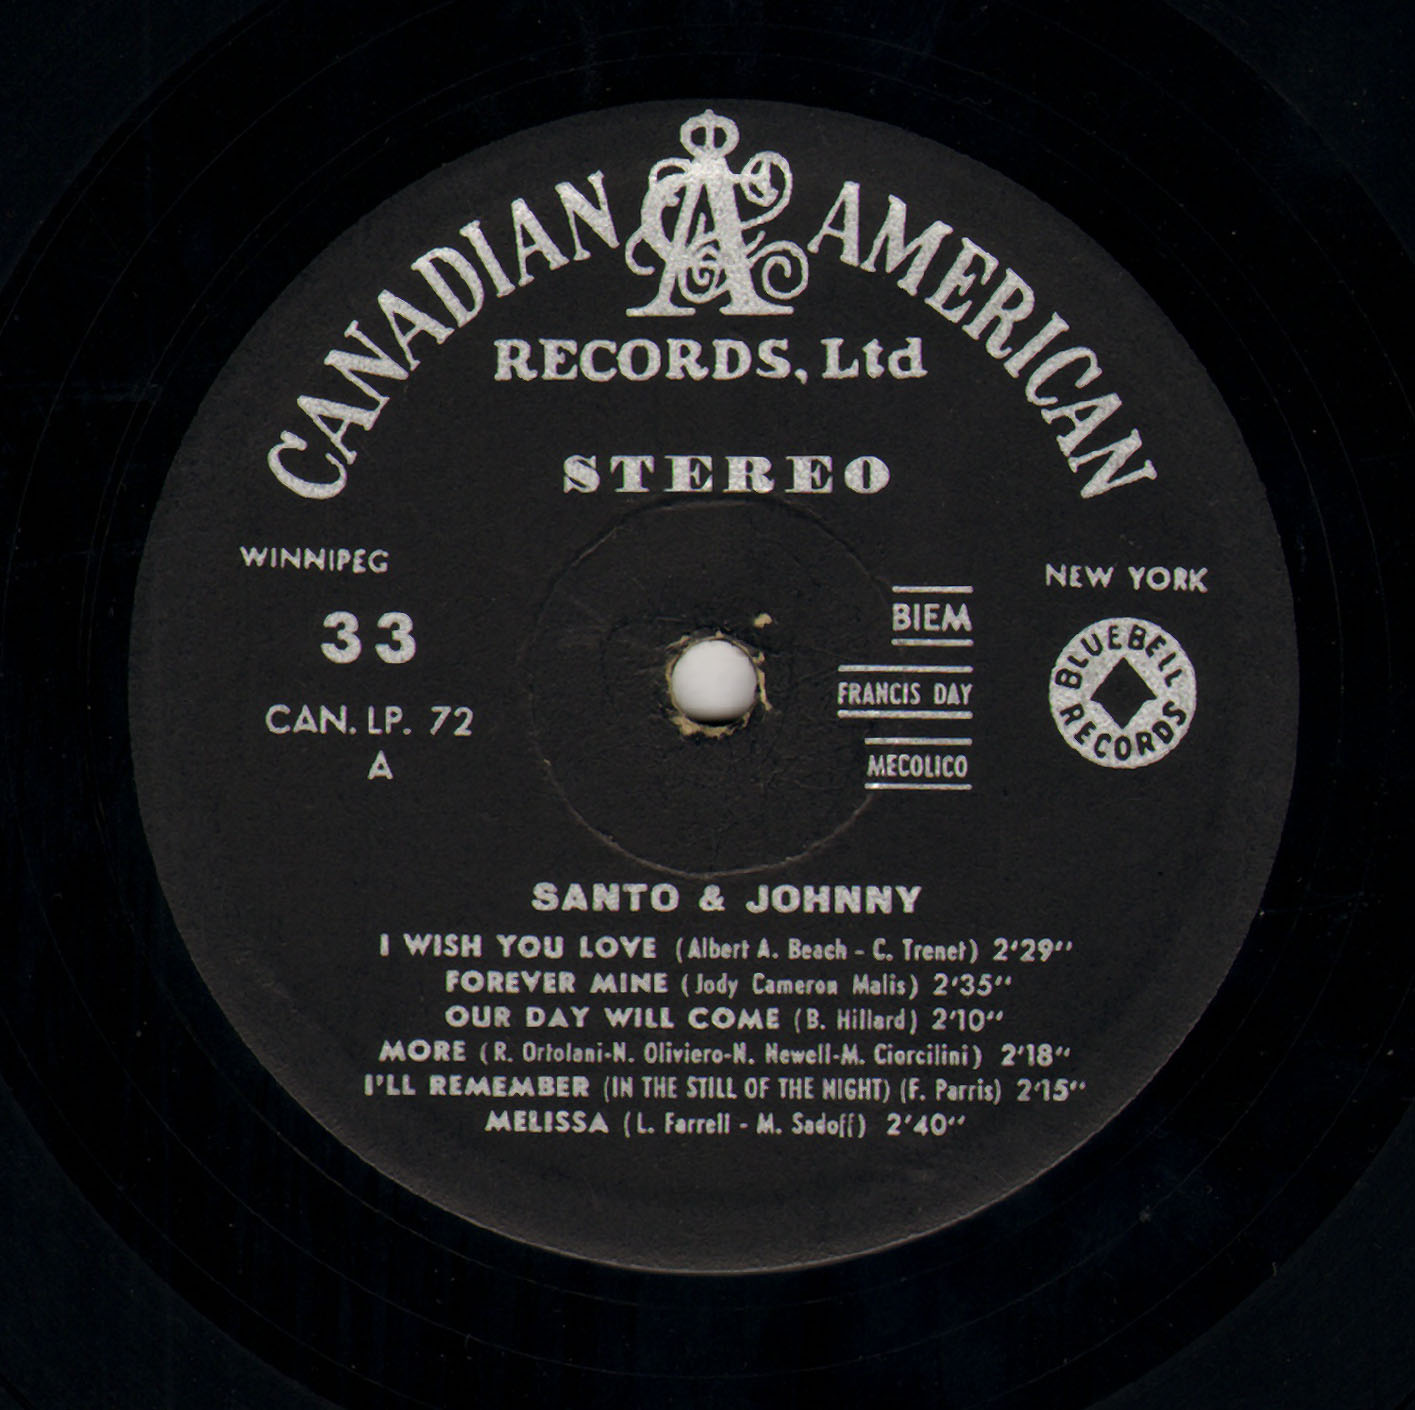 CANADIAN AMERICAN
RECORDS, Ltd
STEREO
WINNIPEG
NEW YORK
33
CAN. LP. 72
A
BIEM
FRANCIS DAY
MECOLICO
BLUEBELL RECORDS
SANTO & JOHNNY
I WISH YOU LOVE (Albert A. Beach - C. Trenet) 2'29''
FOREVER MINE (Jody Cameron Malis) 2'35''
OUR DAY WILL COME (B. Hillard) 2'10''
MORE (R. Ortolani-N. Oliviero-N. Newell-M. Ciorcilini) 2'18''
I'LL REMEMBER (IN THE STILL OF THE NIGHT) (F. Parris) 2'15''
MELISSA (L. Farrell - M. Sadoff) 2'40''